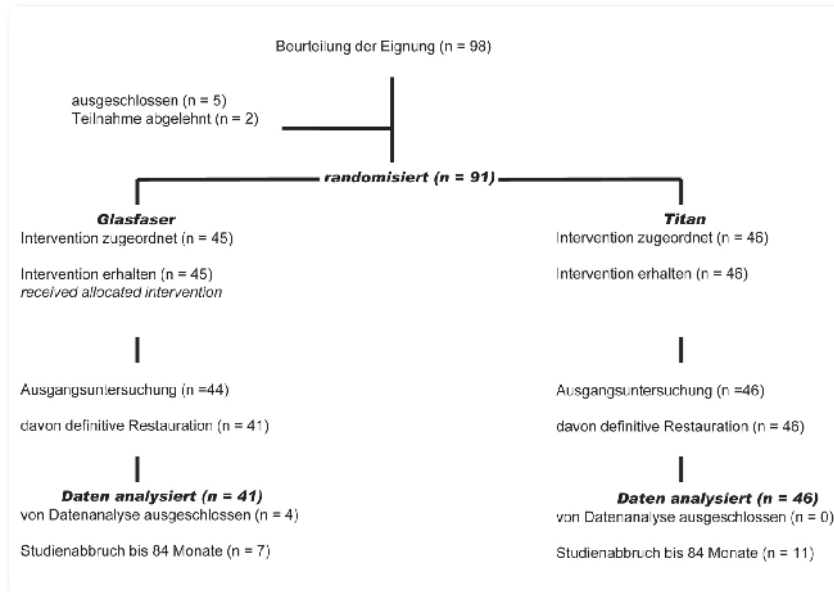 Beurteilung der Eignung (n = 98)
ausgeschlossen (n = 5)
Teilnahme abgelehnt (n = 2)
randomisiert (n = 91)
Glasfaser
Intervention zugeordnet (n = 45)
Intervention erhalten (n = 45)
received allocated intervention
Ausgangsuntersuchung (n =44)
davon definitive Restauration (n = 41)
Daten analysiert (n = 41)
von Datenanalyse ausgeschlossen (n = 4)
Studienabbruch bis 84 Monate (n = 7)
Titan
Intervention zugeordnet (n = 46)
Intervention erhalten (n = 46)
Ausgangsuntersuchung (n =46)
davon definitive Restauration (n = 46)
Daten analysiert (n = 46)
von Datenanalyse ausgeschlossen (n = 0)
Studienabbruch bis 84 Monate (n = 11)